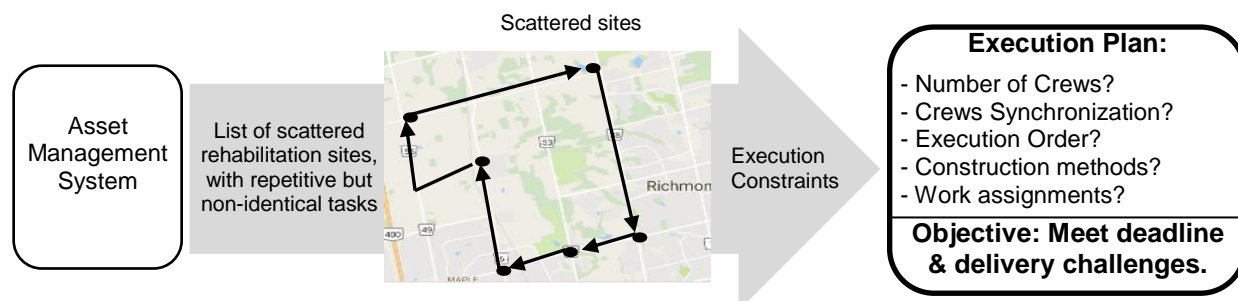 Scattered sites
Asset
Management
System
List of scattered
rehabilitation sites,
with repetitive but
non-identical tasks
53
Richmon
400
49
MAPLE
Execution
Constraints
Execution Plan:
- Number of Crews?
- Crews Synchronization?
- Execution Order?
- Construction methods?
- Work assignments?
Objective: Meet deadline
& delivery challenges.